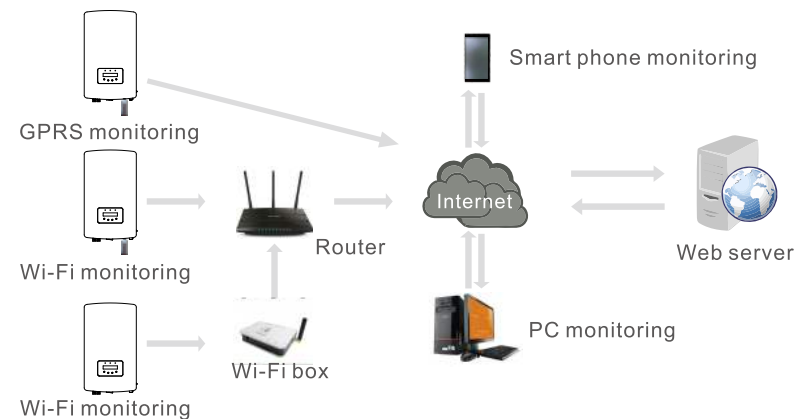 Smart phone monitoring
GPRS monitoring
Internet
Router
Web server
Wi-Fi monitoring
PC monitoring
Wi-Fi box
Wi-Fi monitoring